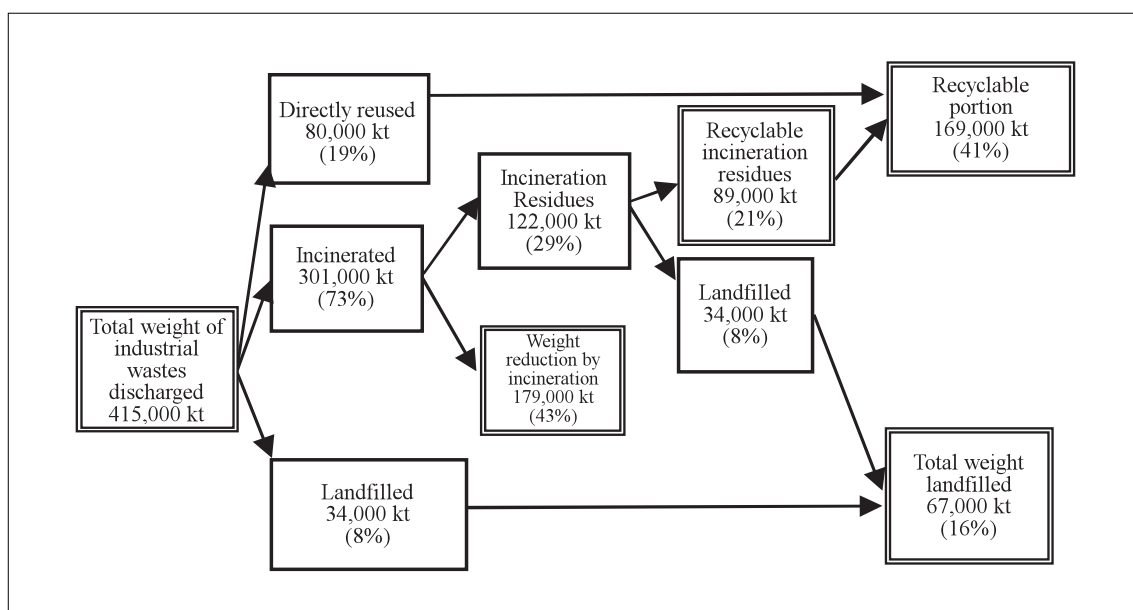 Total weight of
industrial
wastes
discharged
415,000 kt
Directly reused
80,000 kt
(19%)
Incinerated
301,000 kt
(73%)
Landfilled
34,000 kt
(8%)
Incineration
Residues
122,000 kt
(29%)
Weight
reduction by
incineration
179,000 kt
(43%)
Recyclable
incineration
residues
89,000 kt
(21%)
Landfilled
34,000 kt
(8%)
Recyclable
portion
169,000 kt
(41%)
Total weight
landfilled
67,000 kt
(16%)